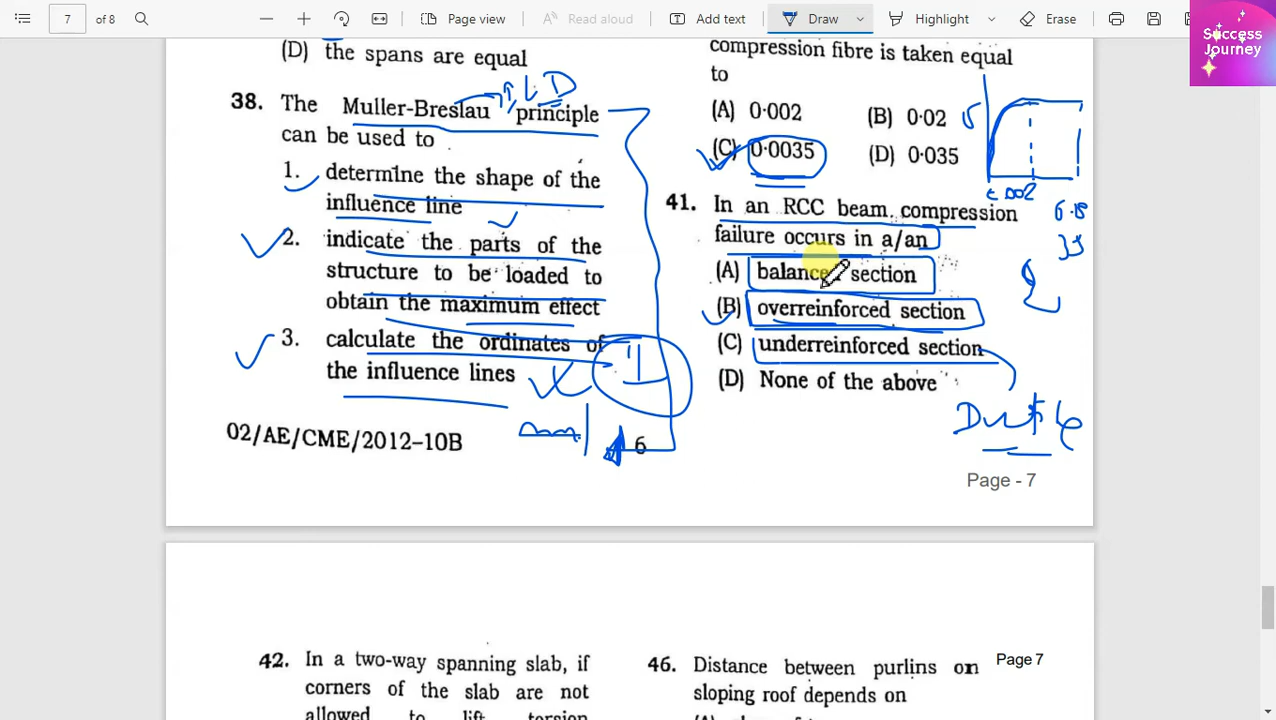 7
of 8
Page view
Read aloud
Add text
Draw
Highlight
Erase
Success
Journey
(D) the spans are equal
I L D
38. The Muller-Breslau principle
can be used to
1. determine the shape of the
influence line
2. indicate the parts of the
structure to be loaded to
obtain the maximum effect
3. calculate the ordinates of
the influence lines
02/AE/CME/2012-10B
6
compression fibre is taken equal
to
(A) 0·002
(B) 0·02
(C) 0·0035
(D) 0·035
41. In an RCC beam, compression
failure occurs in a/an
(A) balance section
(B) overreinforced section
(C) underreinforced section
(D) None of the above
Ductile
Page - 7
42. In a two-way spanning slab, if
corners of the slab are not
allowed to lift torsion
46. Distance between purlins on
sloping roof depends on
Page 7